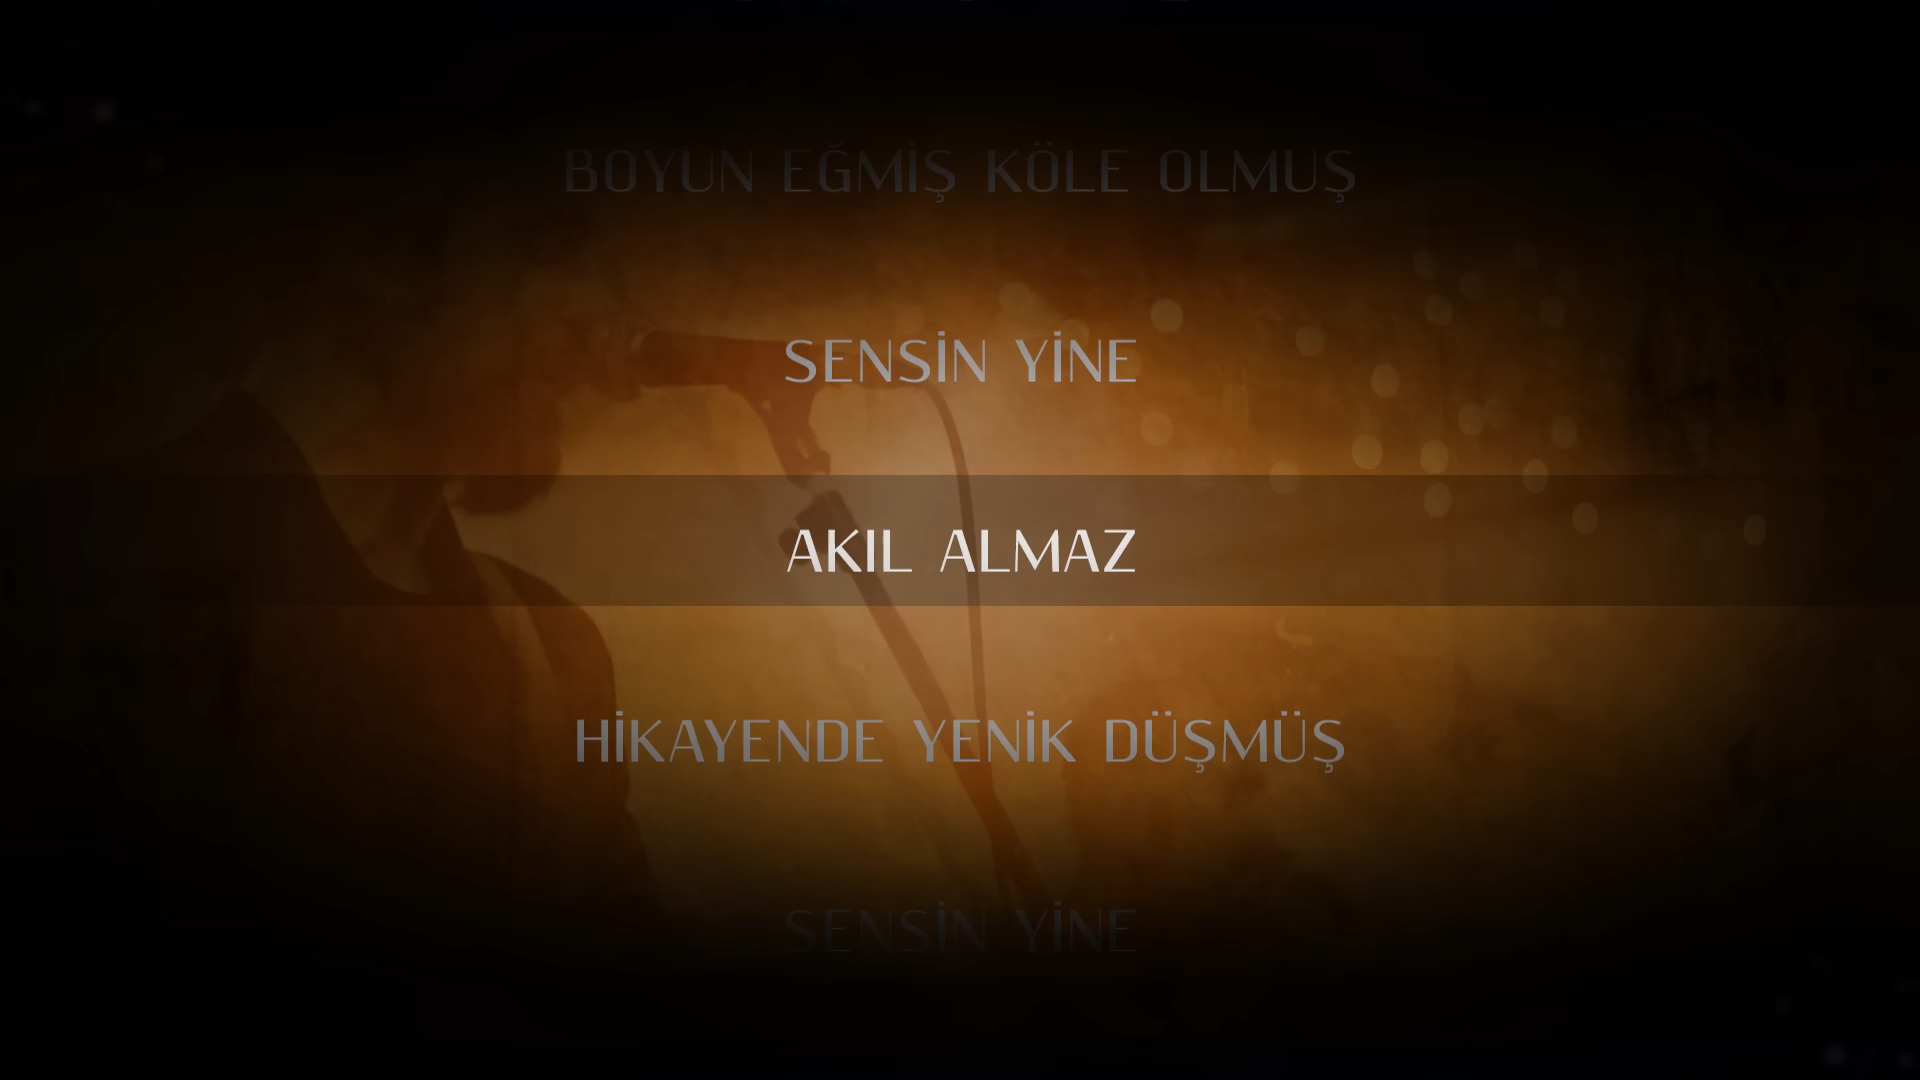 BOYUN EĞMİŞ KÖLE OLMUŞ
SENSİN YİNE
AKIL ALMAZ
HİKAYENDE YENİK DÜŞMÜŞ
SENSİN YİNE